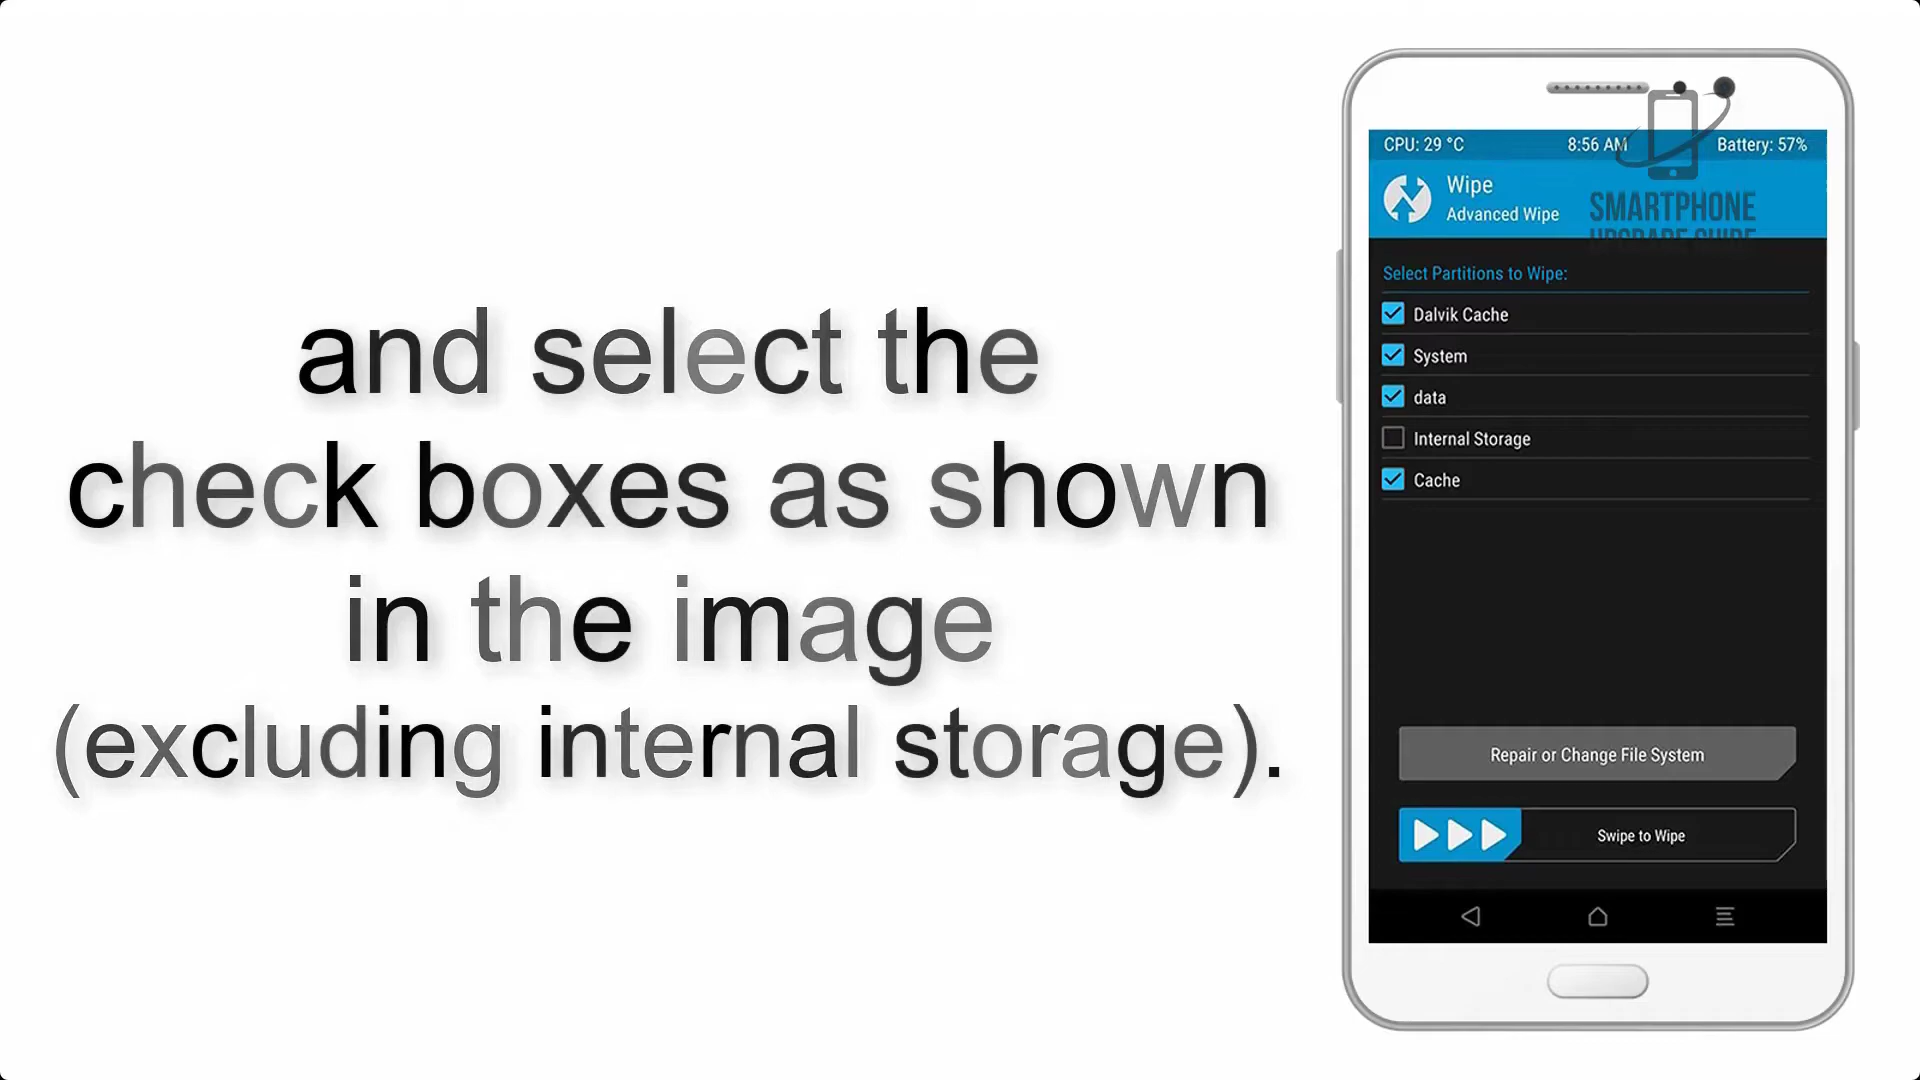 and select the
check boxes as shown
in the image
(excluding internal storage).
CPU: 29 °C 8:56 AM Battery: 57%
Wipe
Advanced Wipe
SMARTPHONE
UPGRADE GUIDE
Select Partitions to Wipe:
Dalvik Cache
System
data
Internal Storage
Cache
Repair or Change File System
Swipe to Wipe